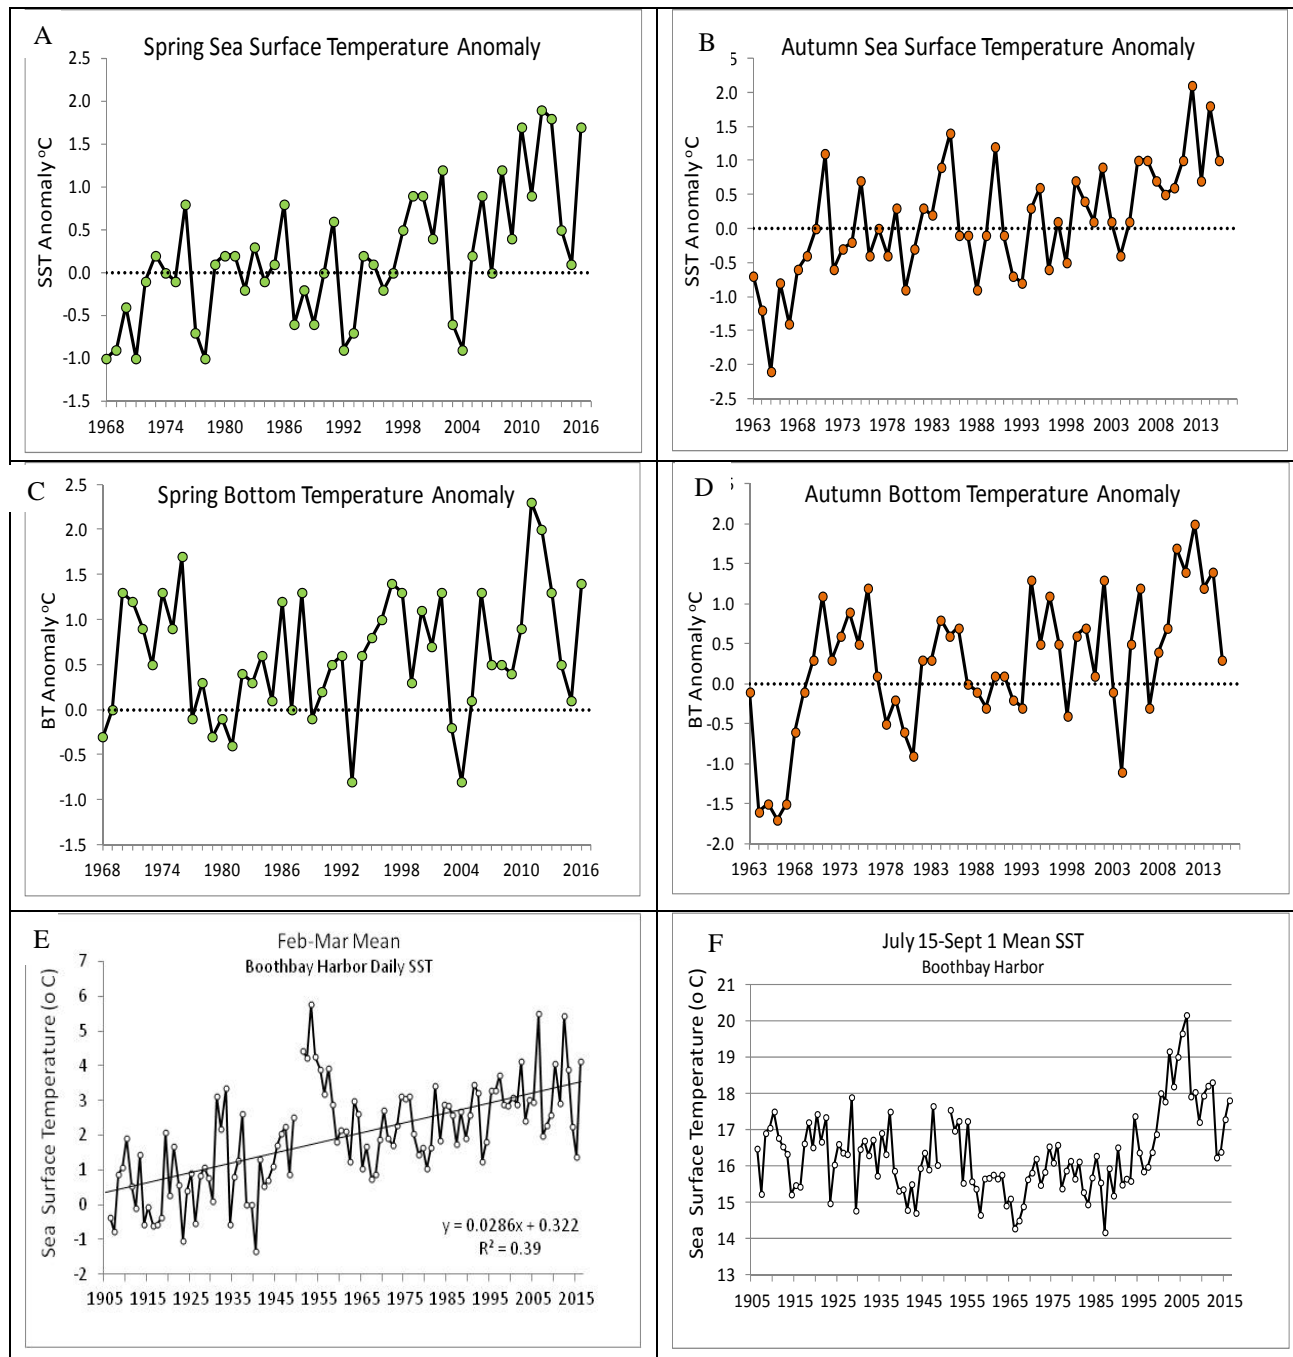 A
Spring Sea Surface Temperature Anomaly
SST Anomaly ºC
2.5
2.0
1.5
1.0
0.5
0.0
-0.5
-1.0
-1.5
1968 1974 1980 1986 1992 1998 2004 2010 2016
B
Autumn Sea Surface Temperature Anomaly
SST Anomaly ºC
5
2.0
1.5
1.0
0.5
0.0
-0.5
-1.0
-1.5
-2.0
-2.5
1963 1968 1973 1978 1983 1988 1993 1998 2003 2008 2013
C
Spring Bottom Temperature Anomaly
BT Anomaly ºC
2.5
2.0
1.5
1.0
0.5
0.0
-0.5
-1.0
-1.5
1968 1974 1980 1986 1992 1998 2004 2010 2016
D
Autumn Bottom Temperature Anomaly
BT Anomaly ºC
2.0
1.5
1.0
0.5
0.0
-0.5
-1.0
-1.5
-2.0
1963 1968 1973 1978 1983 1988 1993 1998 2003 2008 2013
E
Feb-Mar Mean
Boothbay Harbor Daily SST
Sea Surface Temperature (o C)
7
6
5
4
3
2
1
0
-1
-2
y = 0.0286x + 0.322
R² = 0.39
1905 1915 1925 1935 1945 1955 1965 1975 1985 1995 2005 2015
F
July 15-Sept 1 Mean SST
Boothbay Harbor
Sea Surface Temperature (o C)
21
20
19
18
17
16
15
14
13
1905 1915 1925 1935 1945 1955 1965 1975 1985 1995 2005 2015